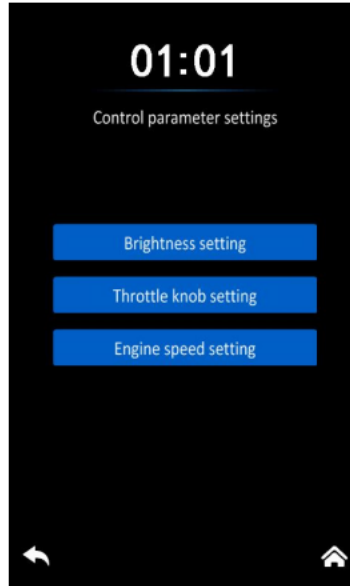 01:01
Control parameter settings
Brightness setting
Throttle knob setting
Engine speed setting